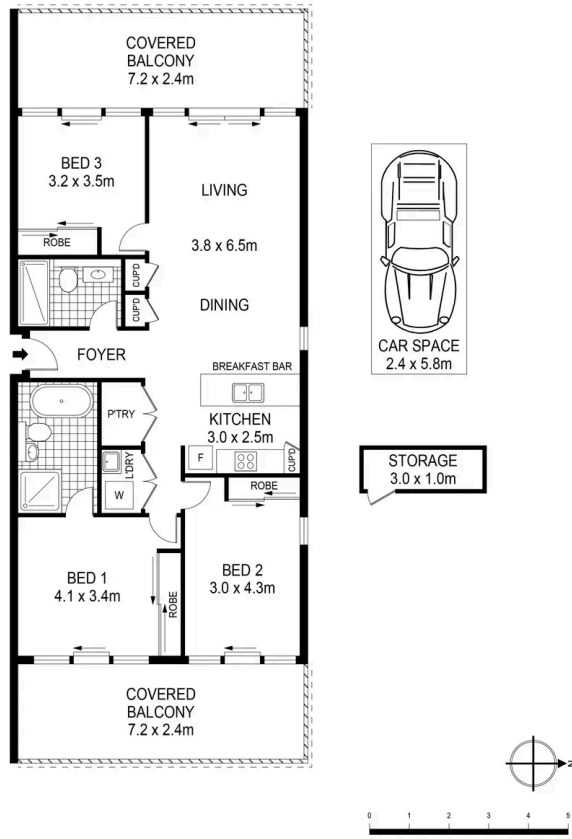 COVERED
BALCONY
7.2 x 2.4m
BED 3
3.2 x 3.5m
ROBE
LIVING
3.8 x 6.5m
DINING
CUP'D
CUP'D
FOYER
BREAKFAST BAR
KITCHEN
3.0 x 2.5m
P'TRY
L'DRY
W
F
CUP'D
ROBE
BED 1
4.1 x 3.4m
ROBE
BED 2
3.0 x 4.3m
COVERED
BALCONY
7.2 x 2.4m
CAR SPACE
2.4 x 5.8m
STORAGE
3.0 x 1.0m
N
0 1 2 3 4 5